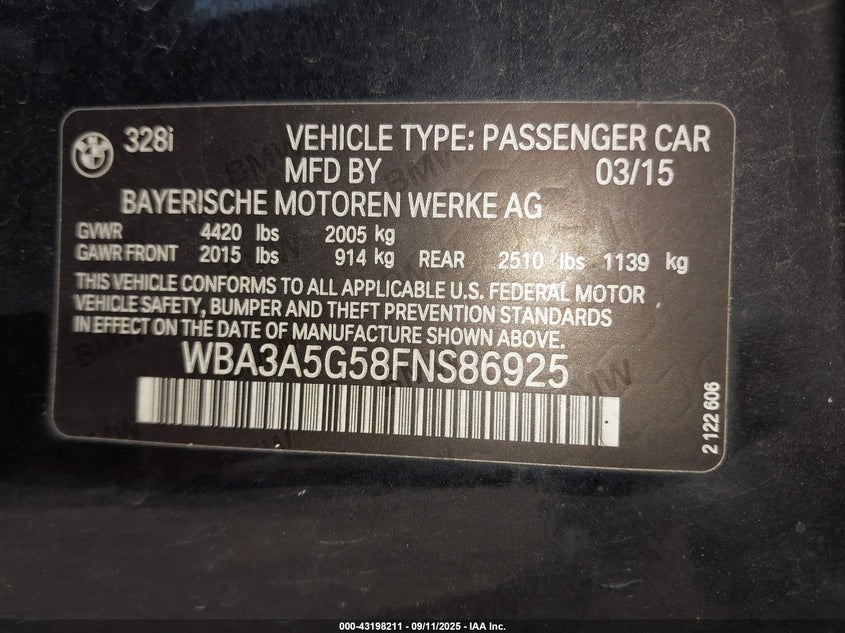 BMW 328i VEHICLE TYPE: PASSENGER CAR
MFD BY 03/15
BAYERISCHE MOTOREN WERKE AG
GVWR 4420 lbs 2005 kg
GAWR FRONT 2015 lbs 914 kg REAR 2510 lbs 1139 kg
THIS VEHICLE CONFORMS TO ALL APPLICABLE U.S. FEDERAL MOTOR
VEHICLE SAFETY, BUMPER AND THEFT PREVENTION STANDARDS
IN EFFECT ON THE DATE OF MANUFACTURE SHOWN ABOVE.
WBA3A5G58FNS86925
2 122 606
000-43198211 - 09/11/2025 - IAA Inc.